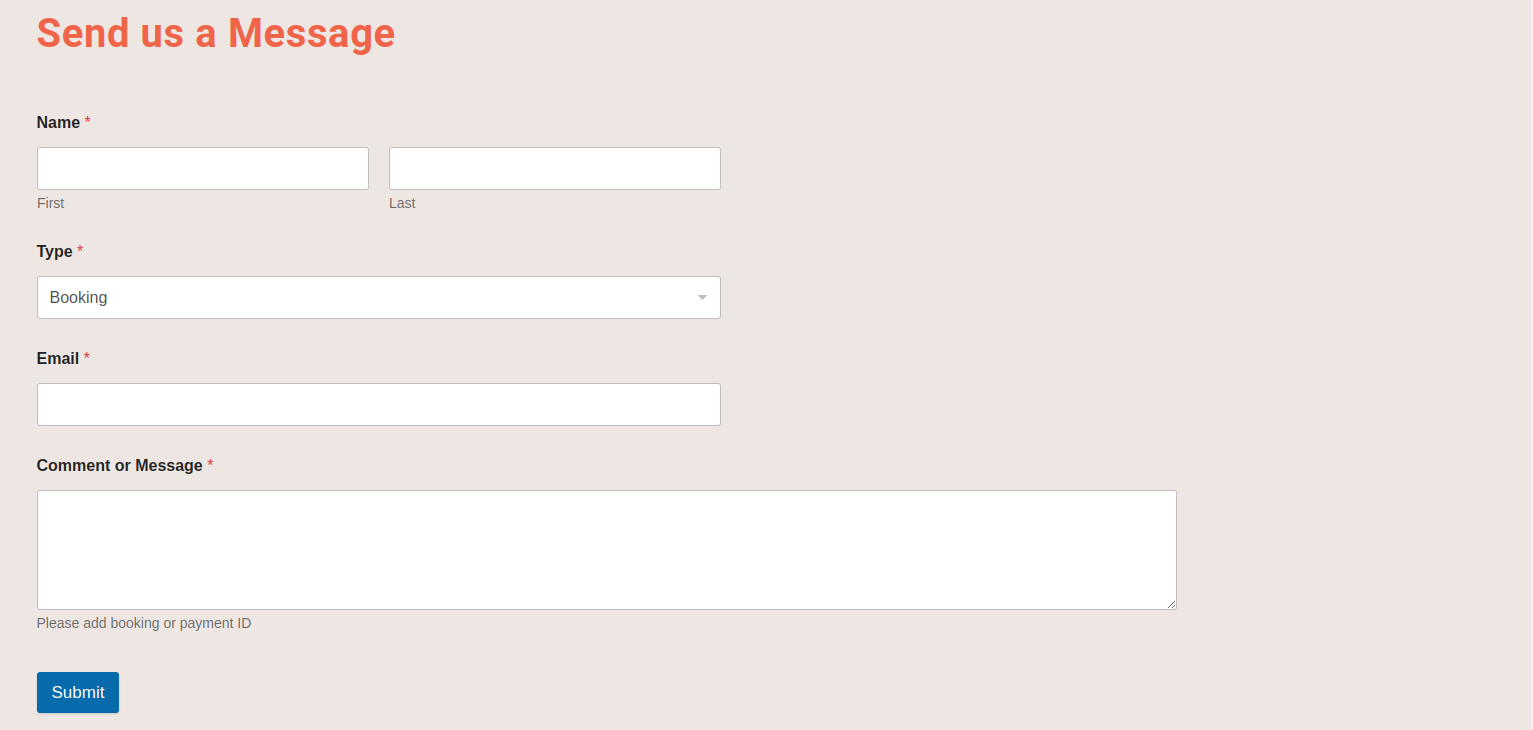 Send us a Message
Name *
First Last
Type *
Booking
Email *
Comment or Message *
Please add booking or payment ID
Submit